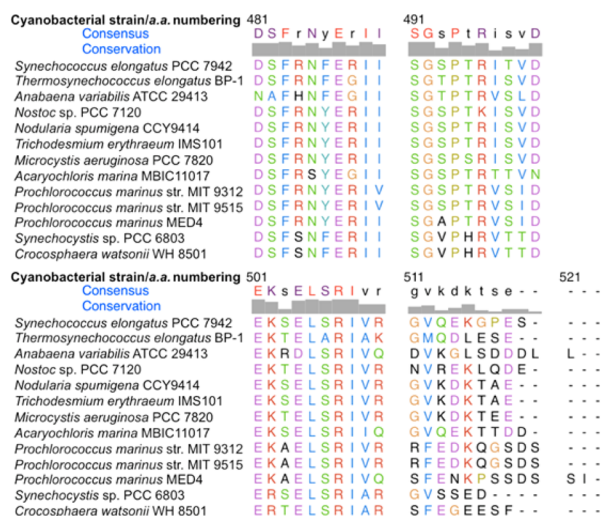 Cyanobacterial strain/a.a. numbering 481 491
Consensus D S F r N y E r I I S G s P t R i s v D
Conservation
Synechococcus elongatus PCC 7942 D S F R N F E R I I S G S P T R I T V D
Thermosynechococcus elongatus BP-1 D S F R N F E G I I S G S P T R I S V D
Anabaena variabilis ATCC 29413 N A F H N F E G I I S G T P T R V S L D
Nostoc sp. PCC 7120 D S F R N Y E R I I S G S P T K I S V D
Nodularia spumigena CCY9414 D S F R N Y E R I I S G S P T R I S V D
Trichodesmium erythraeum IMS101 D S F R N Y E R I I S G S P T R I S V D
Microcystis aeruginosa PCC 7820 D S F R N Y E R I I S G S P S R I S V D
Acaryochloris marina MBIC11017 D S F R S Y E G I I S G S P T R T T V N
Prochlorococcus marinus str. MIT 9312 D S F R N Y E R I V S G S P T R V S I D
Prochlorococcus marinus str. MIT 9515 D S F R N Y E R I V S G S P T R V S I D
Prochlorococcus marinus MED4 D S F R N Y E R I I S G A P T R V S I D
Synechocystis sp. PCC 6803 D S F S N F E R I I S G V P H R V T T D
Crocosphaera watsonii WH 8501 D S F S N F E R I I S G V P H R V T T D
Cyanobacterial strain/a.a. numbering 501 511 521
Consensus E K s E L S R I v r g v k d k t s e - - - - -
Conservation
Synechococcus elongatus PCC 7942 E K S E L S R I V R G V Q E K G P E S - - - -
Thermosynechococcus elongatus BP-1 E K T E L A R I A K G M Q D L E S E - - - - -
Anabaena variabilis ATCC 29413 E K R D L S R I V Q D V K G L S D D D L L - -
Nostoc sp. PCC 7120 E K T E L S R I V R N V R E K L Q D E - - - -
Nodularia spumigena CCY9414 E K S E L S R I V R G V K D K T A E - - - - -
Trichodesmium erythraeum IMS101 E K S E L S R I V R G V K D K T A E - - - - -
Microcystis aeruginosa PCC 7820 E K T E L S R I V R G V K D K T E E - - - - -
Acaryochloris marina MBIC11017 E K S E L S R I I Q G V Q E K T T D D - - - -
Prochlorococcus marinus str. MIT 9312 E K A E L S R I V R R F E D K Q G S D S - - -
Prochlorococcus marinus str. MIT 9515 E K A E L S R I V R R F E D K Q G S D S - - -
Prochlorococcus marinus MED4 E K A E L S R I V Q S F E N K P S S D S S I -
Synechocystis sp. PCC 6803 E R S E L S R I A R G V S S E D - - - - - - -
Crocosphaera watsonii WH 8501 E R T E L S R I V R S F E G E E S F - - - - -